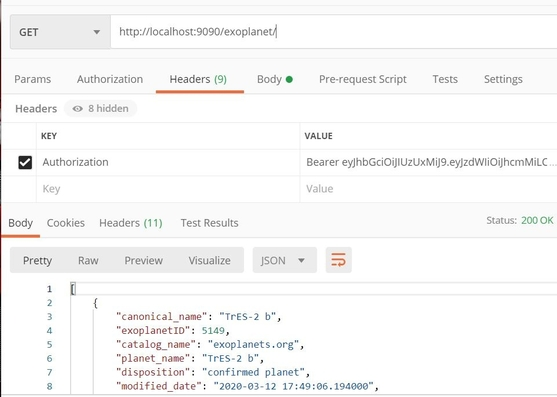 GET http://localhost:9090/exoplanet/
Params Authorization Headers (9) Body Pre-request Script Tests Settings
Headers 8 hidden
KEY VALUE
Authorization Bearer eyJhbGciOiJIUzUxMiJ9.eyJzdWIiOiJhcmMiLC...
Key Value
Body Cookies Headers (11) Test Results Status: 200 OK
Pretty Raw Preview Visualize JSON
1 [
2 {
3 "canonical_name": "TrES-2 b",
4 "exoplanetID": 5149,
5 "catalog_name": "exoplanets.org",
6 "planet_name": "TrES-2 b",
7 "disposition": "confirmed planet",
8 "modified_date": "2020-03-12 17:49:06.194000",